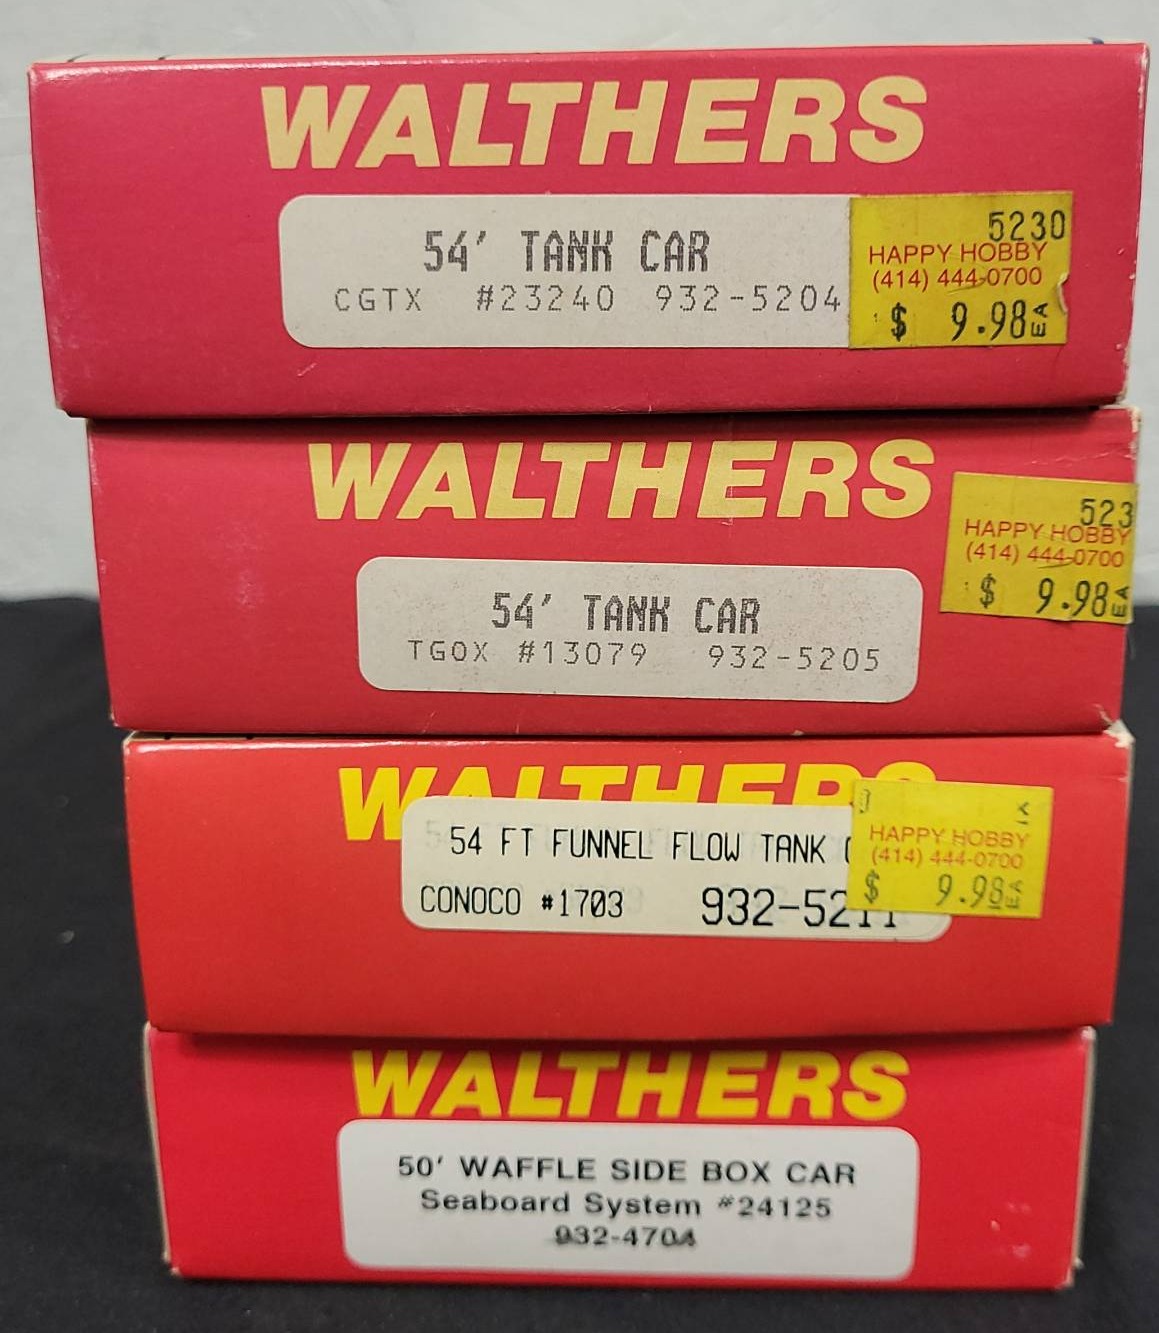 WALTHERS
54' TANK CAR
CGTX #23240 932-5204
5230
HAPPY HOBBY
(414) 444-0700
$ 9.98 EA
WALTHERS
54' TANK CAR
TGOX #13079 932-5205
523
HAPPY HOBBY
(414) 444-0700
$ 9.98 EA
WALTHERS
54 FT FUNNEL FLOW TANK
CONOCO #1703 932-5211
HAPPY HOBBY
(414) 444-0700
$ 9.98 EA
WALTHERS
50' WAFFLE SIDE BOX CAR
Seaboard System #24125
932-4704